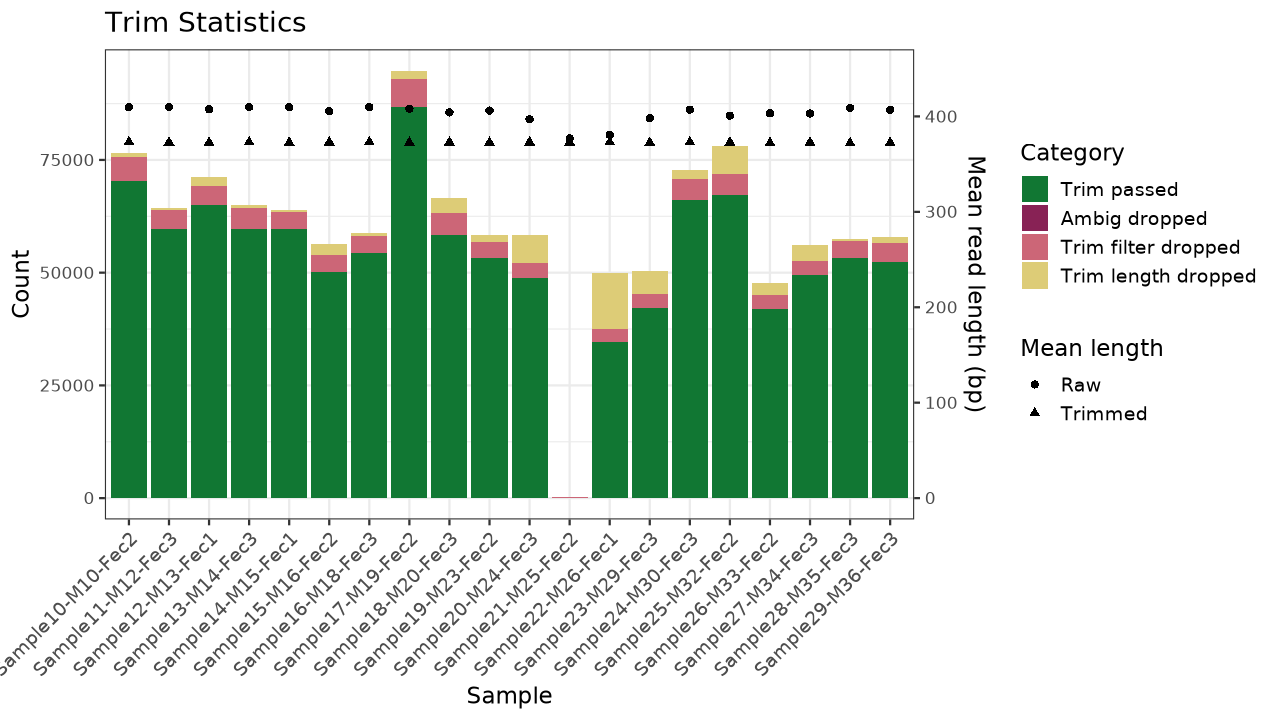 Trim Statistics
Count
75000
50000
25000
0
400
300
200
100
0
Mean read length (bp)
Sample10-M10-Fec2
Sample11-M12-Fec3
Sample12-M13-Fec1
Sample13-M14-Fec3
Sample14-M15-Fec1
Sample15-M16-Fec2
Sample16-M18-Fec3
Sample17-M19-Fec2
Sample18-M20-Fec3
Sample19-M23-Fec2
Sample20-M24-Fec3
Sample21-M25-Fec2
Sample22-M26-Fec1
Sample23-M29-Fec3
Sample24-M30-Fec3
Sample25-M32-Fec2
Sample26-M33-Fec2
Sample27-M34-Fec3
Sample28-M35-Fec3
Sample29-M36-Fec3
Sample
Category
Trim passed
Ambig dropped
Trim filter dropped
Trim length dropped
Mean length
Raw
Trimmed